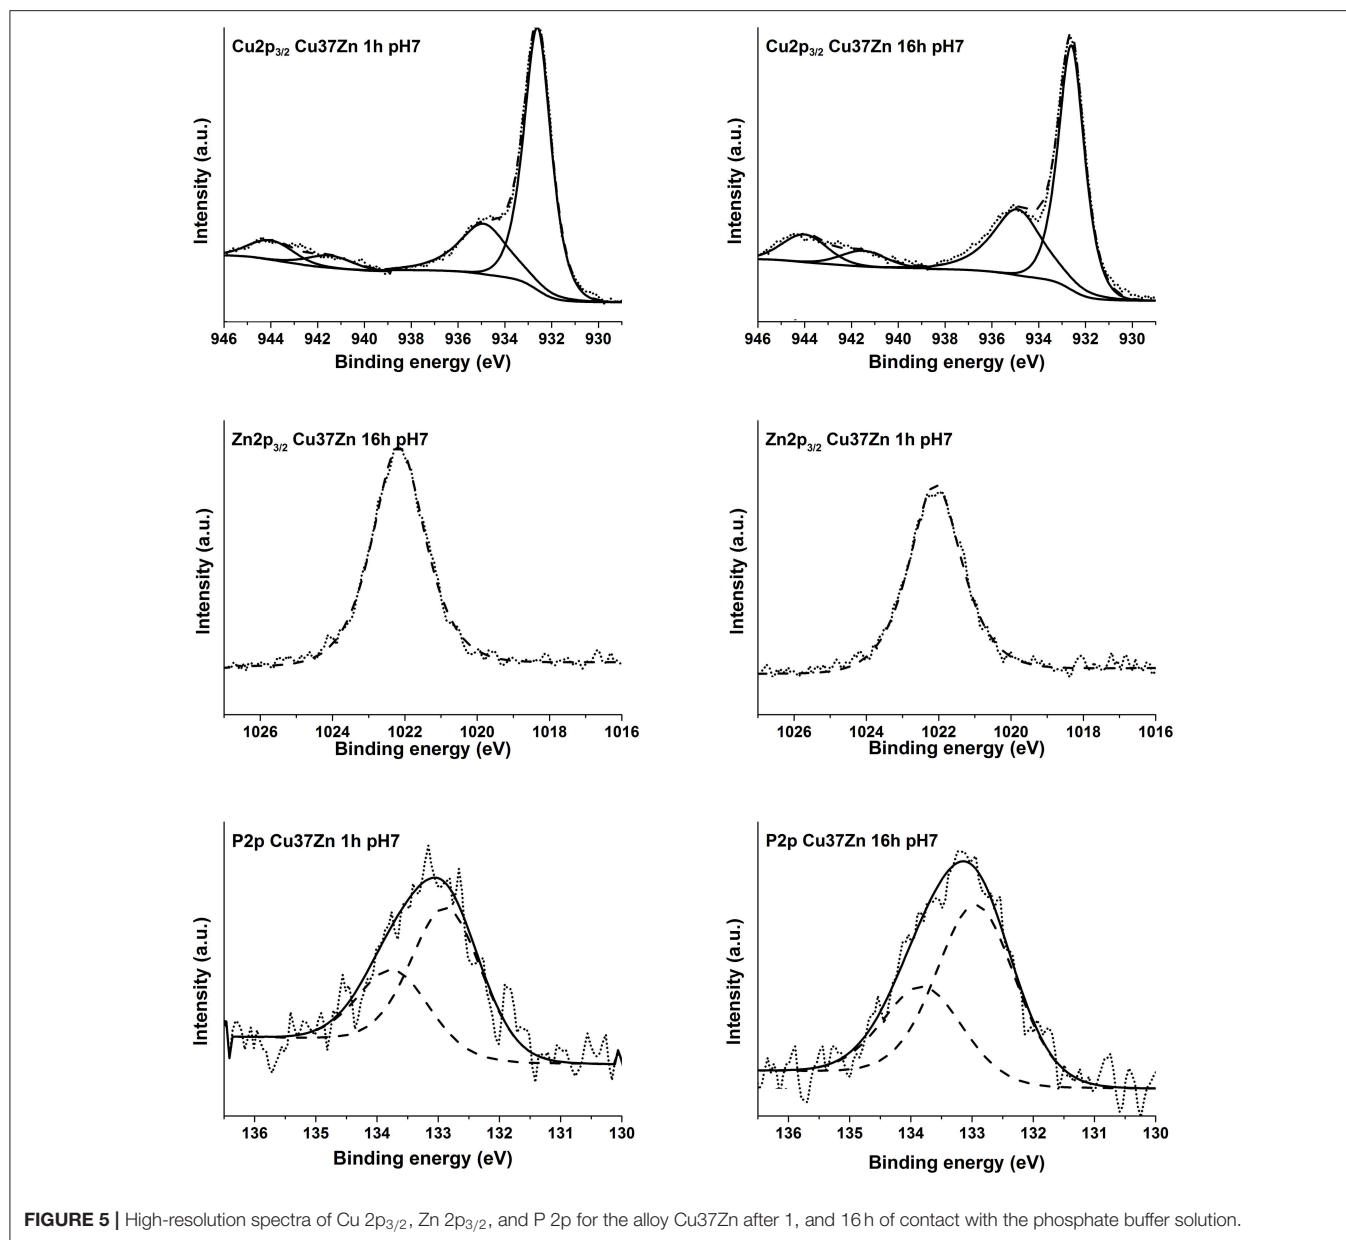 Cu2p3/2 Cu37Zn 1h pH7
Intensity (a.u.)
946 944 942 940 938 936 934 932 930
Binding energy (eV)
Cu2p3/2 Cu37Zn 16h pH7
Intensity (a.u.)
946 944 942 940 938 936 934 932 930
Binding energy (eV)
Zn2p3/2 Cu37Zn 16h pH7
Intensity (a.u.)
1026 1024 1022 1020 1018 1016
Binding energy (eV)
Zn2p3/2 Cu37Zn 1h pH7
Intensity (a.u.)
1026 1024 1022 1020 1018 1016
Binding energy (eV)
P2p Cu37Zn 1h pH7
Intensity (a.u.)
136 135 134 133 132 131 130
Binding energy (eV)
P2p Cu37Zn 16h pH7
Intensity (a.u.)
136 135 134 133 132 131 130
Binding energy (eV)
FIGURE 5 | High-resolution spectra of Cu 2p3/2, Zn 2p3/2, and P 2p for the alloy Cu37Zn after 1, and 16 h of contact with the phosphate buffer solution.